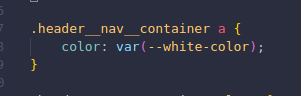 .header__nav__container a {
    color: var(--white-color);
}